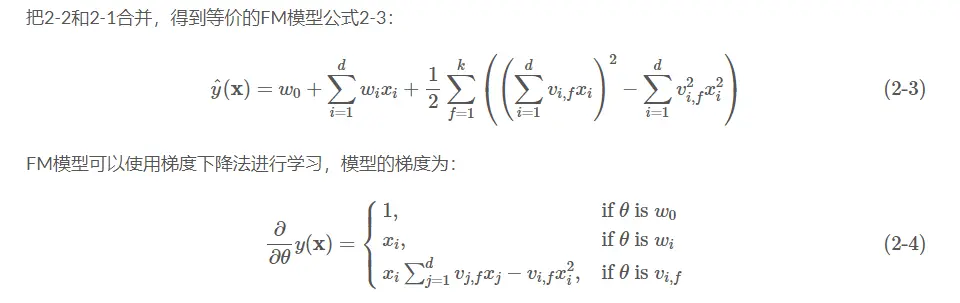 把2-2和2-1合并，得到等价的FM模型公式2-3：
$$\hat{y}(\mathbf{x}) = w_0 + \sum_{i=1}^{d} w_i x_i + \frac{1}{2} \sum_{f=1}^{k} \left( \left( \sum_{i=1}^{d} v_{i,f} x_i \right)^2 - \sum_{i=1}^{d} v_{i,f}^2 x_i^2 \right) \quad (2-3)$$
FM模型可以使用梯度下降法进行学习，模型的梯度为：
$$\frac{\partial}{\partial \theta} y(\mathbf{x}) = \begin{cases} 1, & \text{if } \theta \text{ is } w_0 \\ x_i, & \text{if } \theta \text{ is } w_i \\ x_i \sum_{j=1}^{d} v_{j,f} x_j - v_{i,f} x_i^2, & \text{if } \theta \text{ is } v_{i,f} \end{cases} \quad (2-4)$$